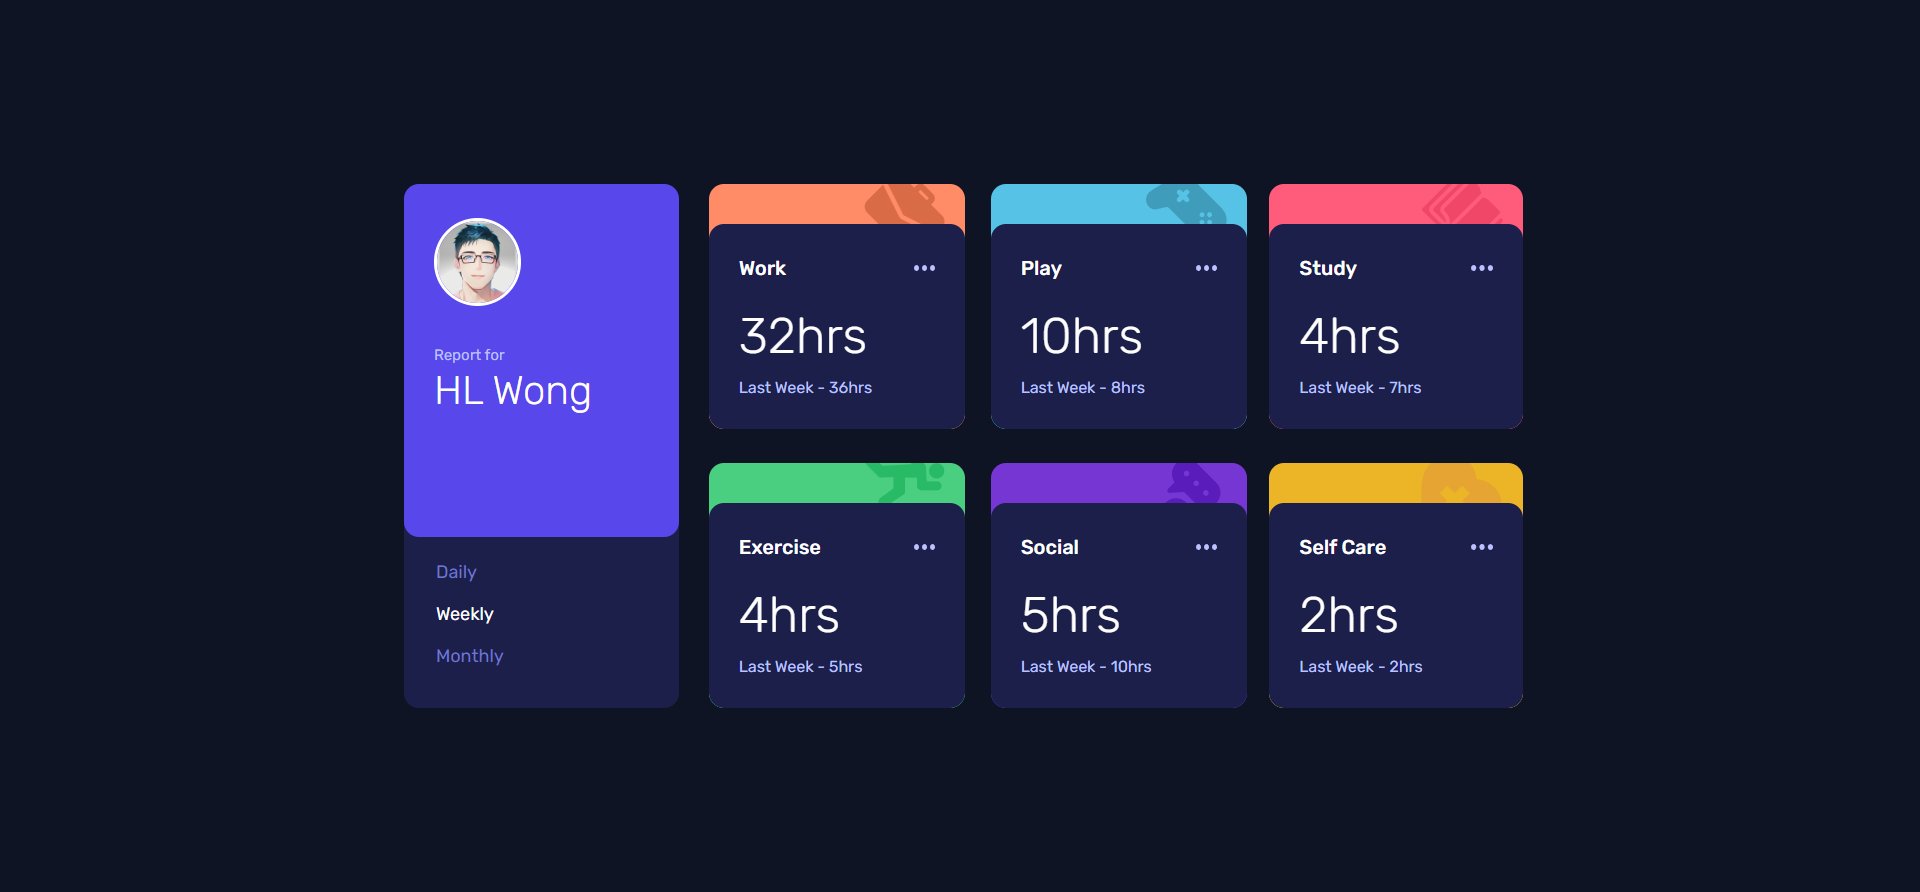 Report for
HL Wong
Daily
Weekly
Monthly
Work
32hrs
Last Week - 36hrs
Play
10hrs
Last Week - 8hrs
Study
4hrs
Last Week - 7hrs
Exercise
4hrs
Last Week - 5hrs
Social
5hrs
Last Week - 10hrs
Self Care
2hrs
Last Week - 2hrs